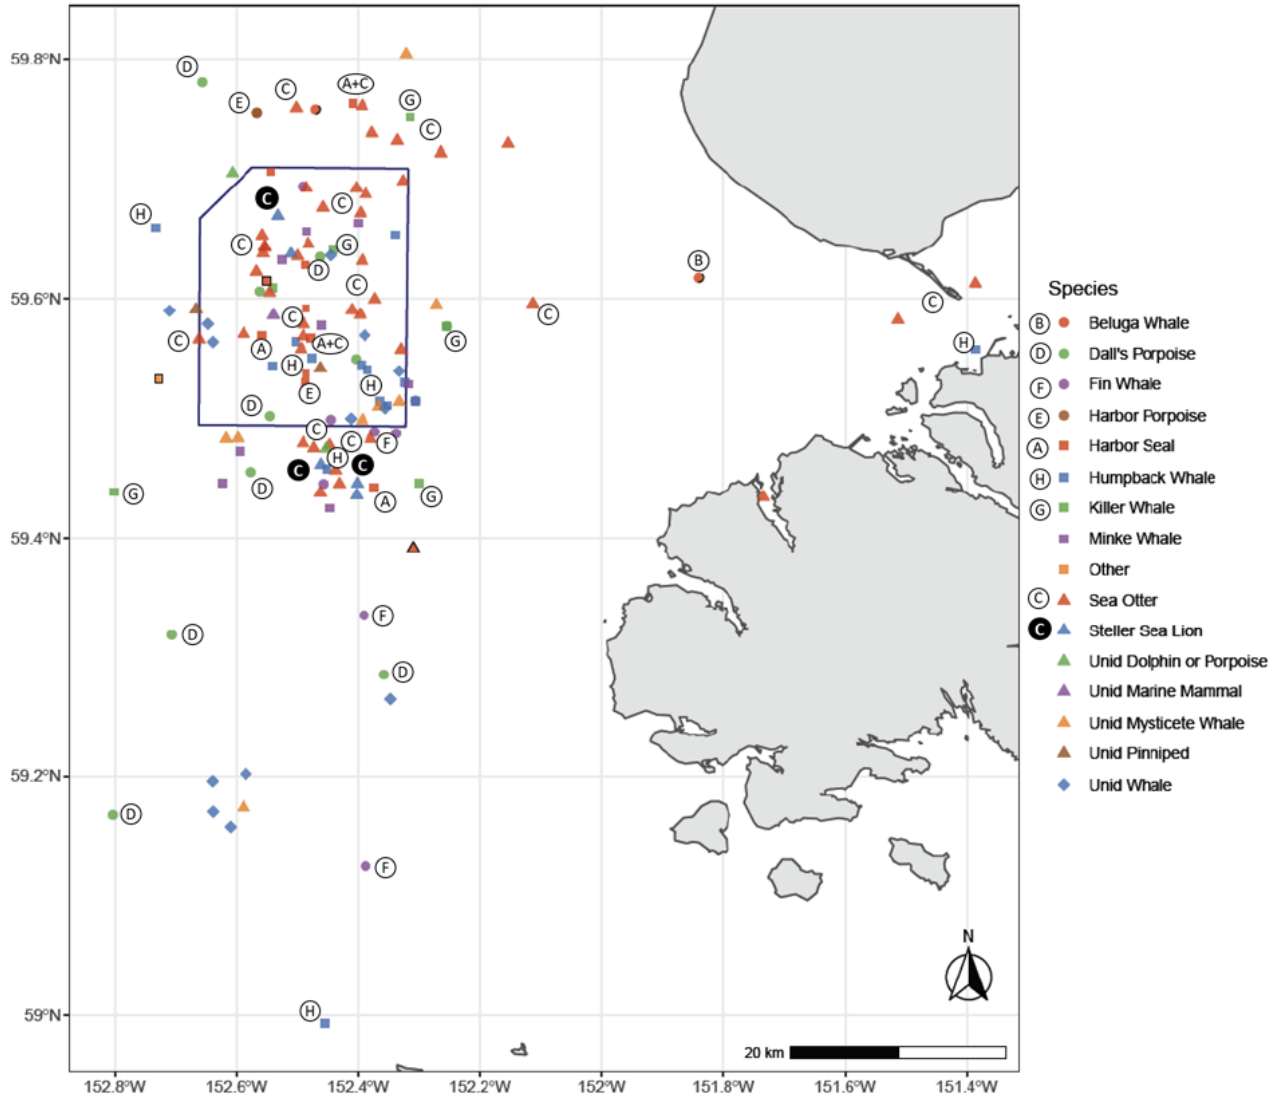 59.8°N
59.6°N
59.4°N
59.2°N
59°N
D
C
A+C
E
G
C
H
C
C
C
G
D
B
C
C
C
C
C
A
A+C
G
H
H
H
E
D
C
C
F
H
C
C
G
D
A
G
F
D
D
D
F
H
N
20 km
152.8°W 152.6°W 152.4°W 152.2°W 152°W 151.8°W 151.6°W 151.4°W
Species
B Beluga Whale
D Dall's Porpoise
F Fin Whale
E Harbor Porpoise
A Harbor Seal
H Humpback Whale
G Killer Whale
Minke Whale
Other
C Sea Otter
C Steller Sea Lion
Unid Dolphin or Porpoise
Unid Marine Mammal
Unid Mysticete Whale
Unid Pinniped
Unid Whale